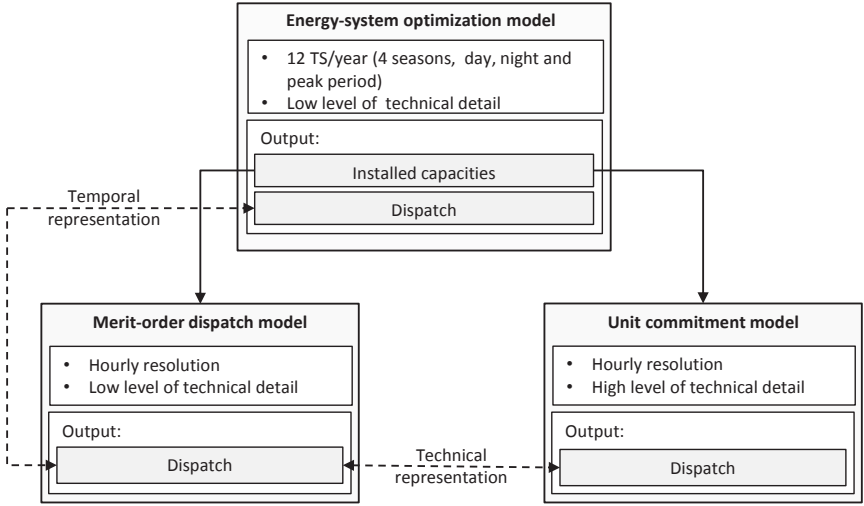 Energy-system optimization model
• 12 TS/year (4 seasons, day, night and
peak period)
• Low level of technical detail
Output:
Installed capacities
Dispatch
Temporal
representation
Merit-order dispatch model
• Hourly resolution
• Low level of technical detail
Output:
Dispatch
Technical
representation
Unit commitment model
• Hourly resolution
• High level of technical detail
Output:
Dispatch